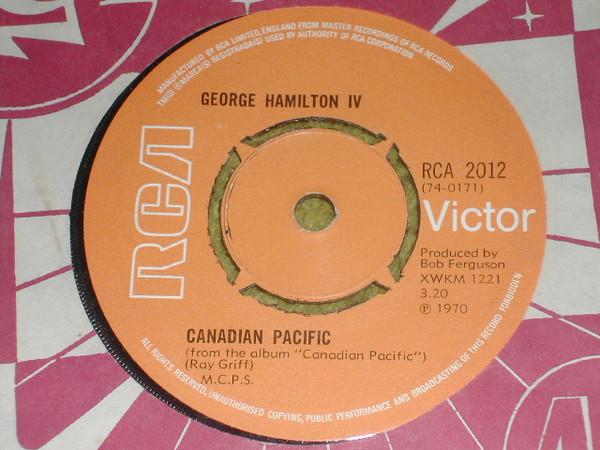 MANUFACTURED BY RCA LIMITED, ENGLAND FROM MASTER RECORDINGS OF RCA RECORDS
TM(S) ® MARCA(S) REGISTRADA(S) USED BY AUTHORITY OF RCA CORPORATION
GEORGE HAMILTON IV
RCA
RCA 2012
(74-0171)
Victor
Produced by
Bob Ferguson
XWKM 1221
3.20
℗ 1970
CANADIAN PACIFIC
(from the album "Canadian Pacific")
(Ray Griff)
M.C.P.S.
ALL RIGHTS RESERVED, UNAUTHORISED COPYING, PUBLIC PERFORMANCE AND BROADCASTING OF THIS RECORD FORBIDDEN